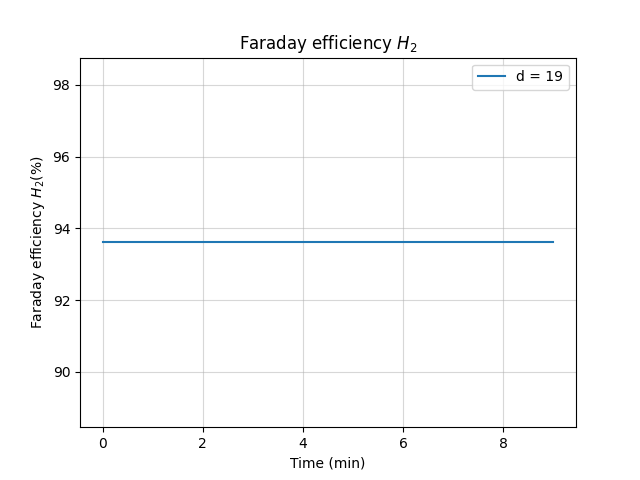 Faraday efficiency H₂
d = 19
98
96
94
92
90
Faraday efficiency H₂(%)
0 2 4 6 8
Time (min)